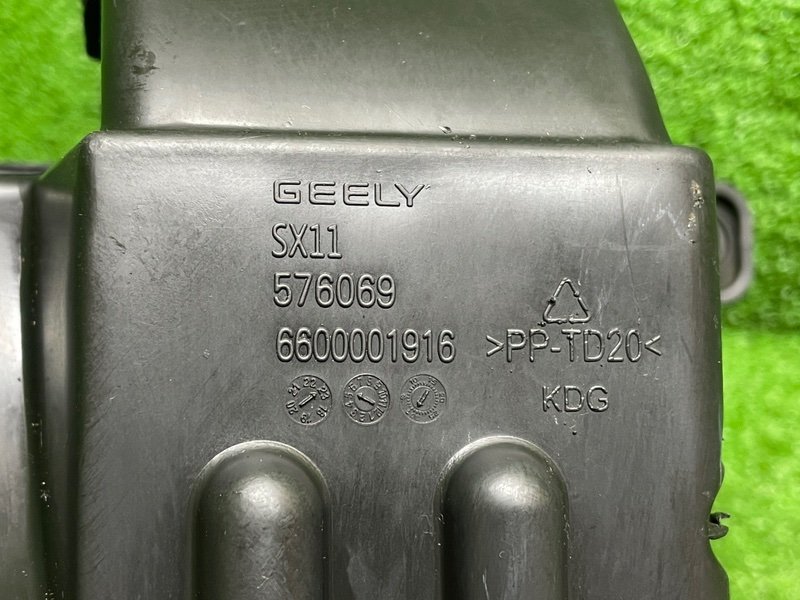 GEELY
SX11
576069
6600001916 >PP-TD20<
KDG